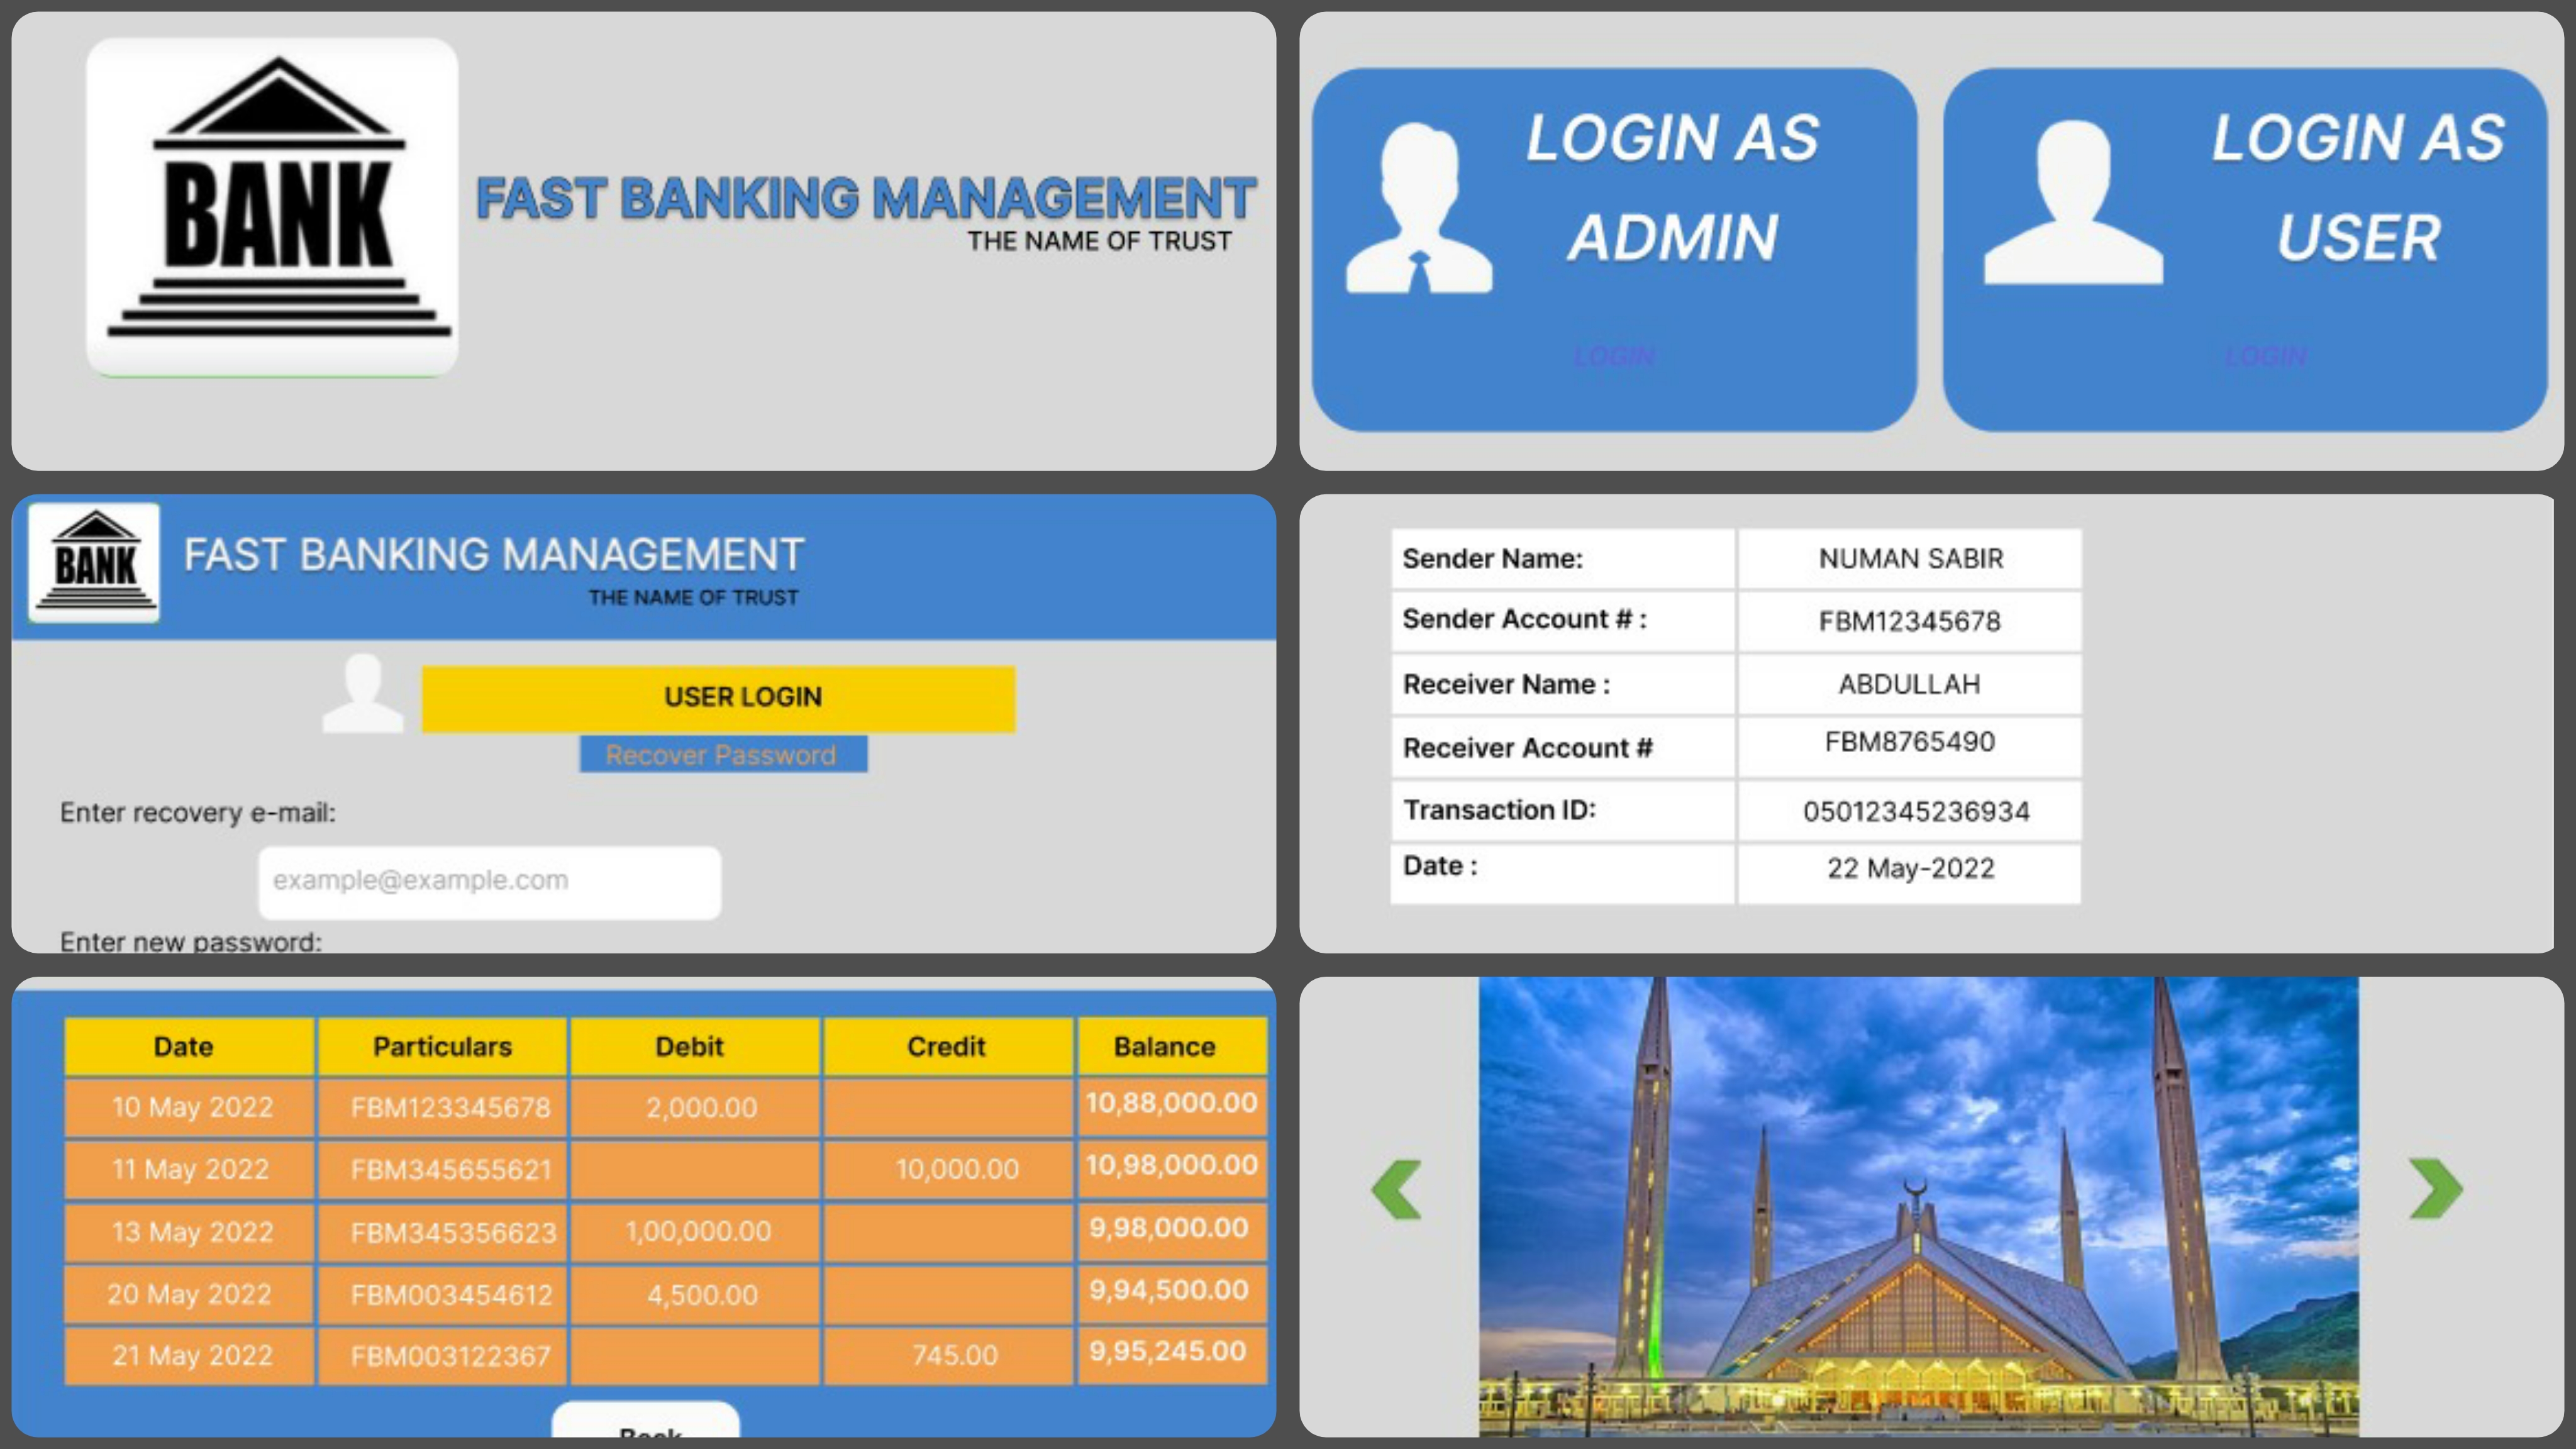 BANK
FAST BANKING MANAGEMENT
THE NAME OF TRUST
LOGIN AS
ADMIN
LOGIN
LOGIN AS
USER
LOGIN
BANK
FAST BANKING MANAGEMENT
THE NAME OF TRUST
USER LOGIN
Recover Password
Enter recovery e-mail:
example@example.com
Enter new password:
Sender Name: NUMAN SABIR
Sender Account # : FBM12345678
Receiver Name : ABDULLAH
Receiver Account # FBM8765490
Transaction ID: 05012345236934
Date : 22 May-2022
Date Particulars Debit Credit Balance
10 May 2022 FBM123345678 2,000.00 10,88,000.00
11 May 2022 FBM345655621 10,000.00 10,98,000.00
13 May 2022 FBM345356623 1,00,000.00 9,98,000.00
20 May 2022 FBM003454612 4,500.00 9,94,500.00
21 May 2022 FBM003122367 745.00 9,95,245.00
Back